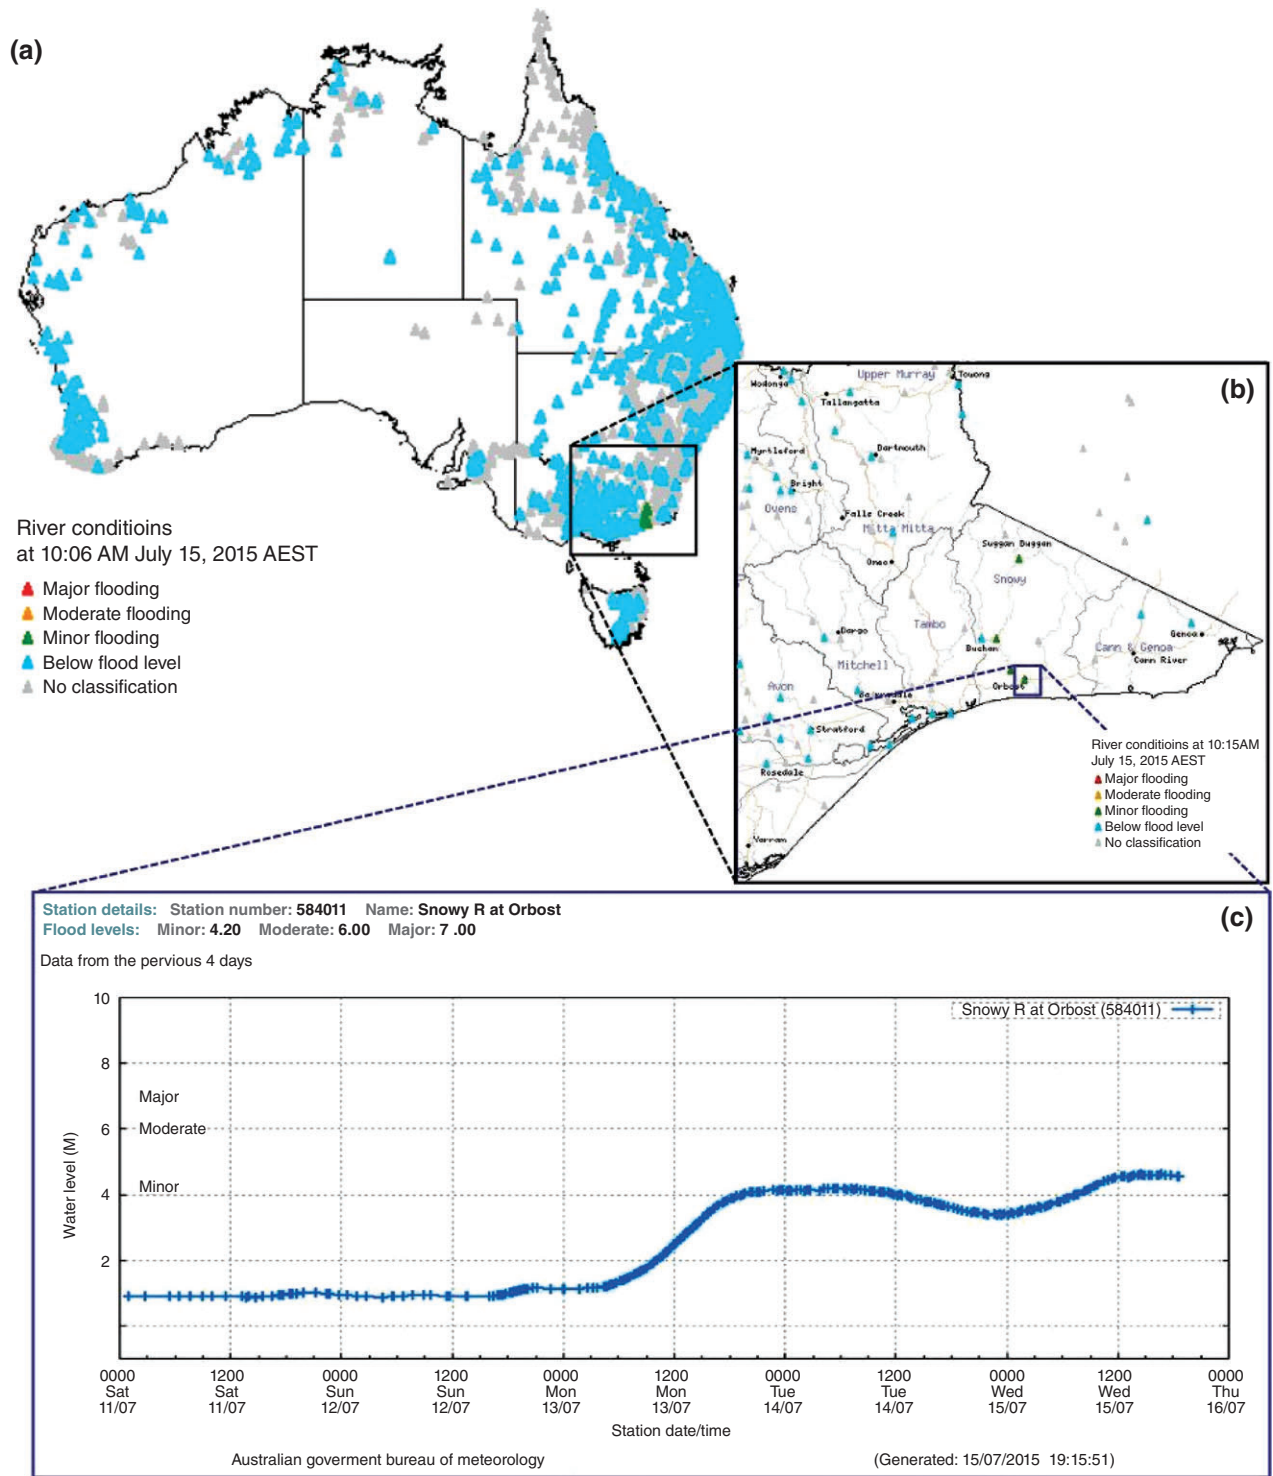 (a)
River conditioins
at 10:06 AM July 15, 2015 AEST
Major flooding
Moderate flooding
Minor flooding
Below flood level
No classification
(b)
Wodonga
Upper Murray
Towong
Tallangatta
Myrtleford
Dartmouth
Bright
Ovens
Falls Creek
Mitta Mitta
Omeo
Suggan Buggan
Snowy
Dargo
Tambo
Buchan
Genoa
Cann & Genoa
Cann River
Mitchell
Avon
Orbost
Bairnsdale
Stratford
Rosedale
Yarram
River conditioins at 10:15AM
July 15, 2015 AEST
Major flooding
Moderate flooding
Minor flooding
Below flood level
No classification
(c)
Station details: Station number: 584011 Name: Snowy R at Orbost
Flood levels: Minor: 4.20 Moderate: 6.00 Major: 7 .00
Data from the pervious 4 days
Snowy R at Orbost (584011)
10
8
6
4
2
Major
Moderate
Minor
Water level (M)
0000 1200 0000 1200 0000 1200 0000 1200 0000 1200 0000
Sat Sat Sun Sun Mon Mon Tue Tue Wed Wed Thu
11/07 11/07 12/07 12/07 13/07 13/07 14/07 14/07 15/07 15/07 16/07
Station date/time
Australian goverment bureau of meteorology (Generated: 15/07/2015 19:15:51)